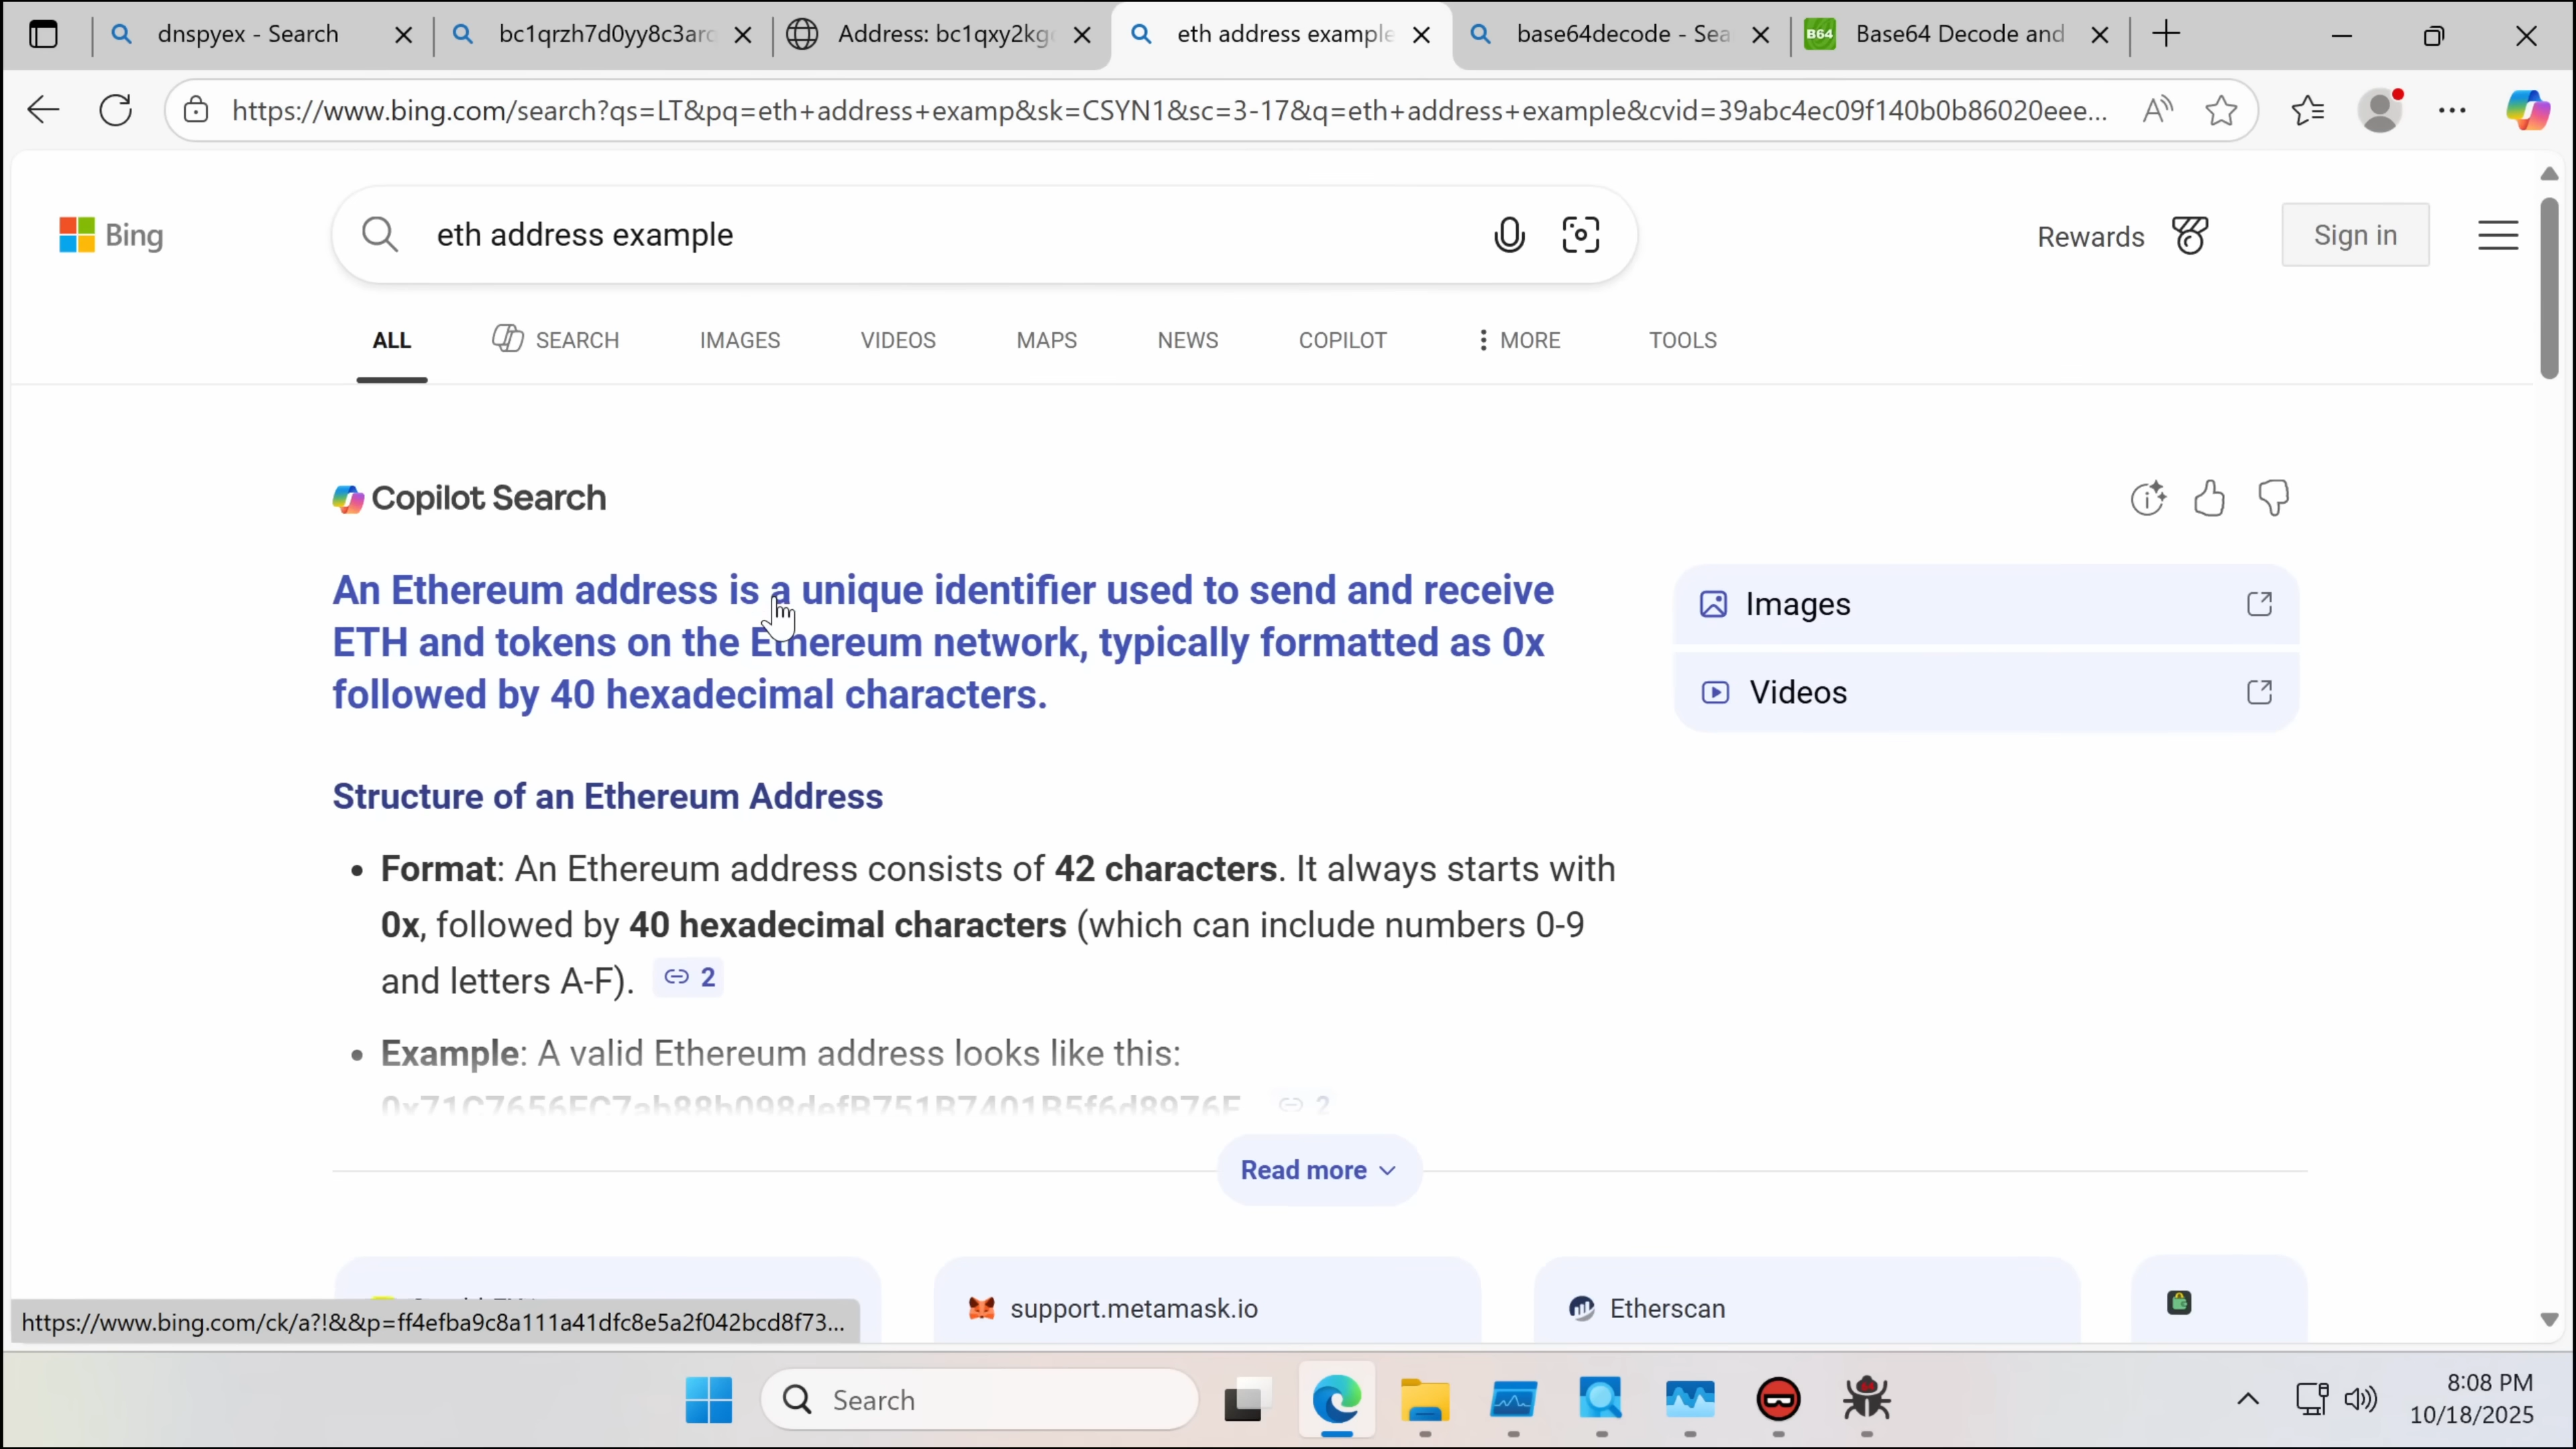 dnspyex - Search
bc1qrzh7d0yy8c3arc
Address: bc1qxy2kg
eth address example
base64decode - Sea
B64
Base64 Decode and
https://www.bing.com/search?qs=LT&pq=eth+address+examp&sk=CSYN1&sc=3-17&q=eth+address+example&cvid=39abc4ec09f140b0b86020eee...
Bing
eth address example
Rewards
Sign in
ALL
SEARCH
IMAGES
VIDEOS
MAPS
NEWS
COPILOT
MORE
TOOLS
Copilot Search
An Ethereum address is a unique identifier used to send and receive
ETH and tokens on the Ethereum network, typically formatted as 0x
followed by 40 hexadecimal characters.
Images
Videos
Structure of an Ethereum Address
• Format: An Ethereum address consists of 42 characters. It always starts with
0x, followed by 40 hexadecimal characters (which can include numbers 0-9
and letters A-F). 2
• Example: A valid Ethereum address looks like this:
0x71C7656EC7ab88b098defB751B7401B5f6d8976F 2
Read more
support.metamask.io
Etherscan
https://www.bing.com/ck/a?!&&p=ff4efba9c8a111a41dfc8e5a2f042bcd8f73...
Search
8:08 PM
10/18/2025